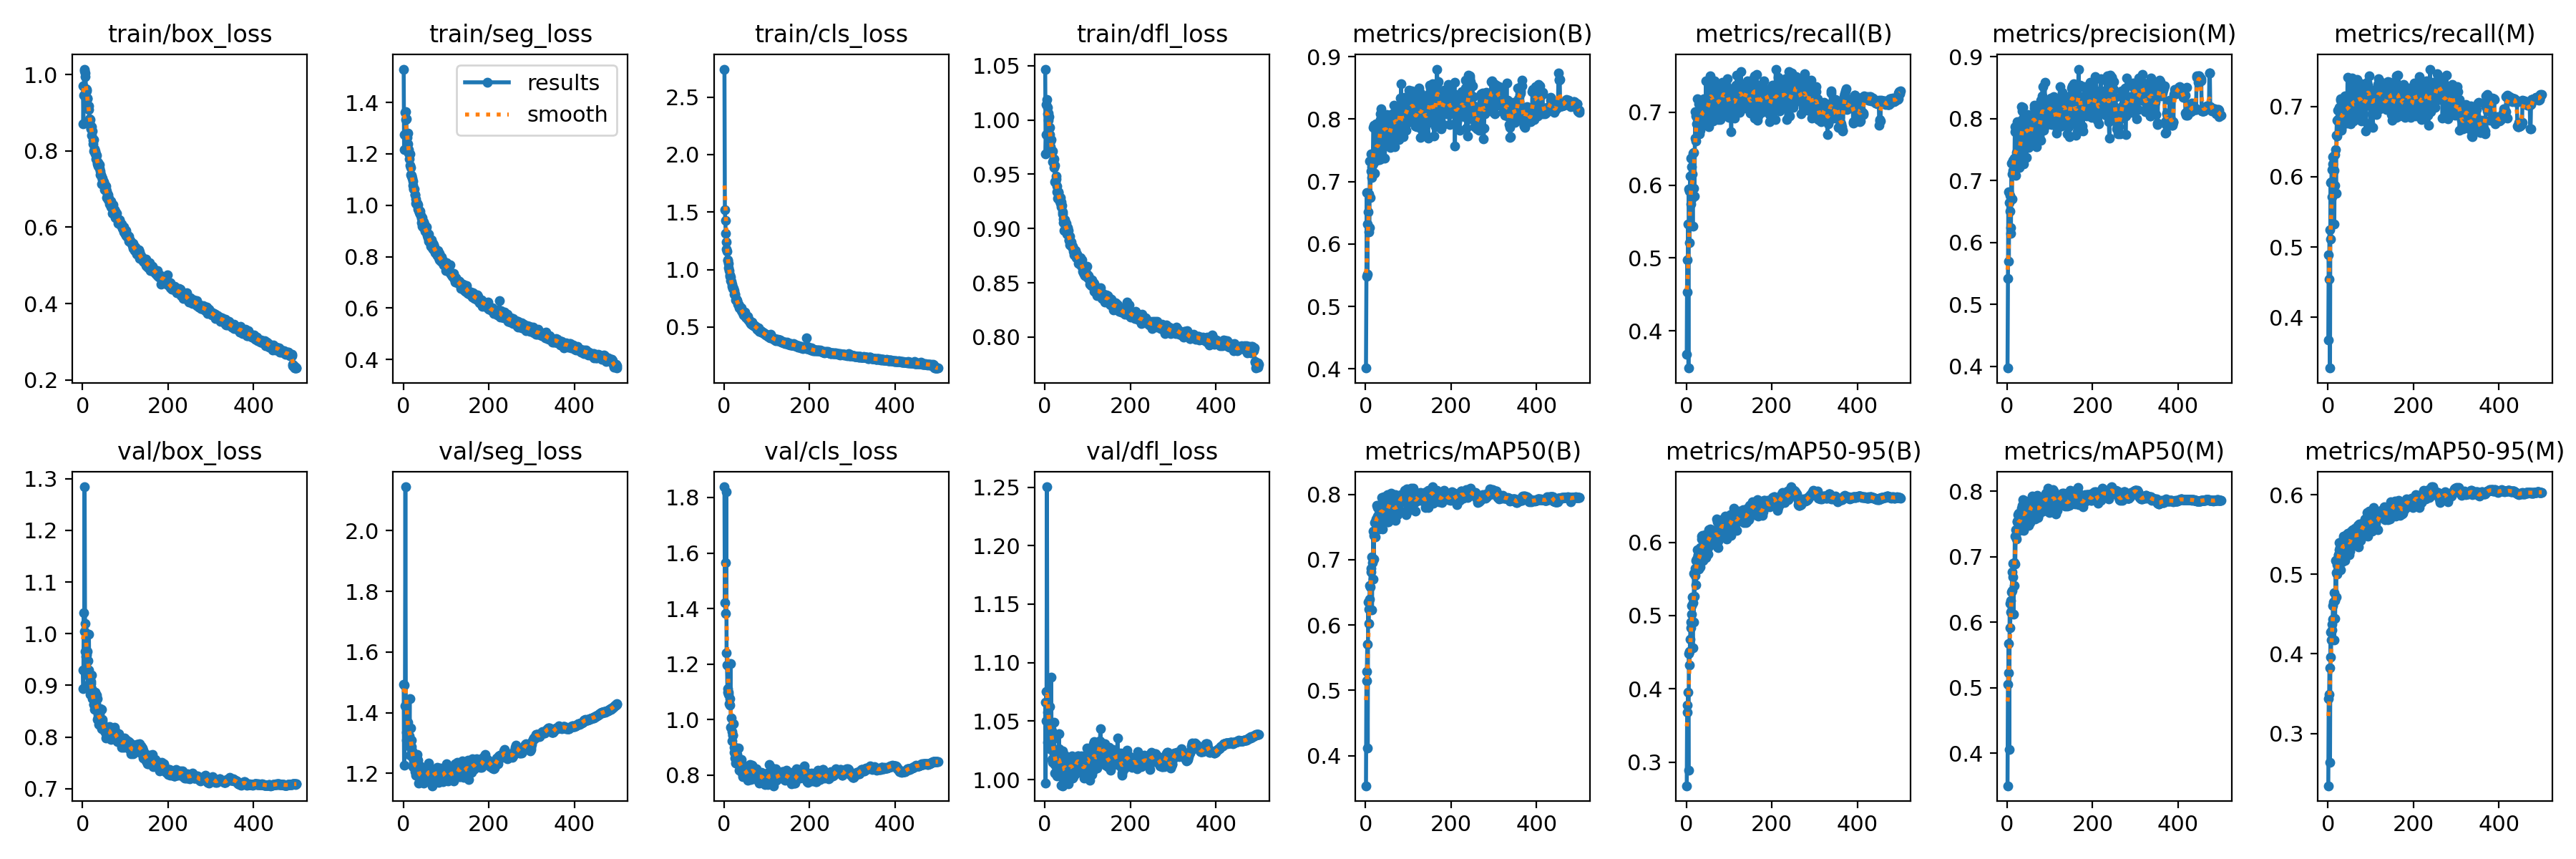 train/box_loss
train/seg_loss
train/cls_loss
train/dfl_loss
metrics/precision(B)
metrics/recall(B)
metrics/precision(M)
metrics/recall(M)
1.0
0.8
0.6
0.4
0.2
0 200 400
1.4
1.2
1.0
0.8
0.6
0.4
0 200 400
results
smooth
2.5
2.0
1.5
1.0
0.5
0 200 400
1.05
1.00
0.95
0.90
0.85
0.80
0 200 400
0.9
0.8
0.7
0.6
0.5
0.4
0 200 400
0.7
0.6
0.5
0.4
0 200 400
0.9
0.8
0.7
0.6
0.5
0.4
0 200 400
0.7
0.6
0.5
0.4
0 200 400
val/box_loss
val/seg_loss
val/cls_loss
val/dfl_loss
metrics/mAP50(B)
metrics/mAP50-95(B)
metrics/mAP50(M)
metrics/mAP50-95(M)
1.3
1.2
1.1
1.0
0.9
0.8
0.7
0 200 400
2.0
1.8
1.6
1.4
1.2
0 200 400
1.8
1.6
1.4
1.2
1.0
0.8
0 200 400
1.25
1.20
1.15
1.10
1.05
1.00
0 200 400
0.8
0.7
0.6
0.5
0.4
0 200 400
0.6
0.5
0.4
0.3
0 200 400
0.8
0.7
0.6
0.5
0.4
0 200 400
0.6
0.5
0.4
0.3
0 200 400